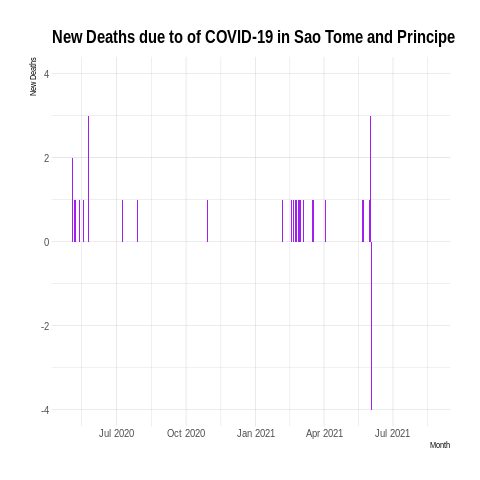 New Deaths due to of COVID-19 in Sao Tome and Principe
New Deaths
4
2
0
-2
-4
Jul 2020 Oct 2020 Jan 2021 Apr 2021 Jul 2021
Month